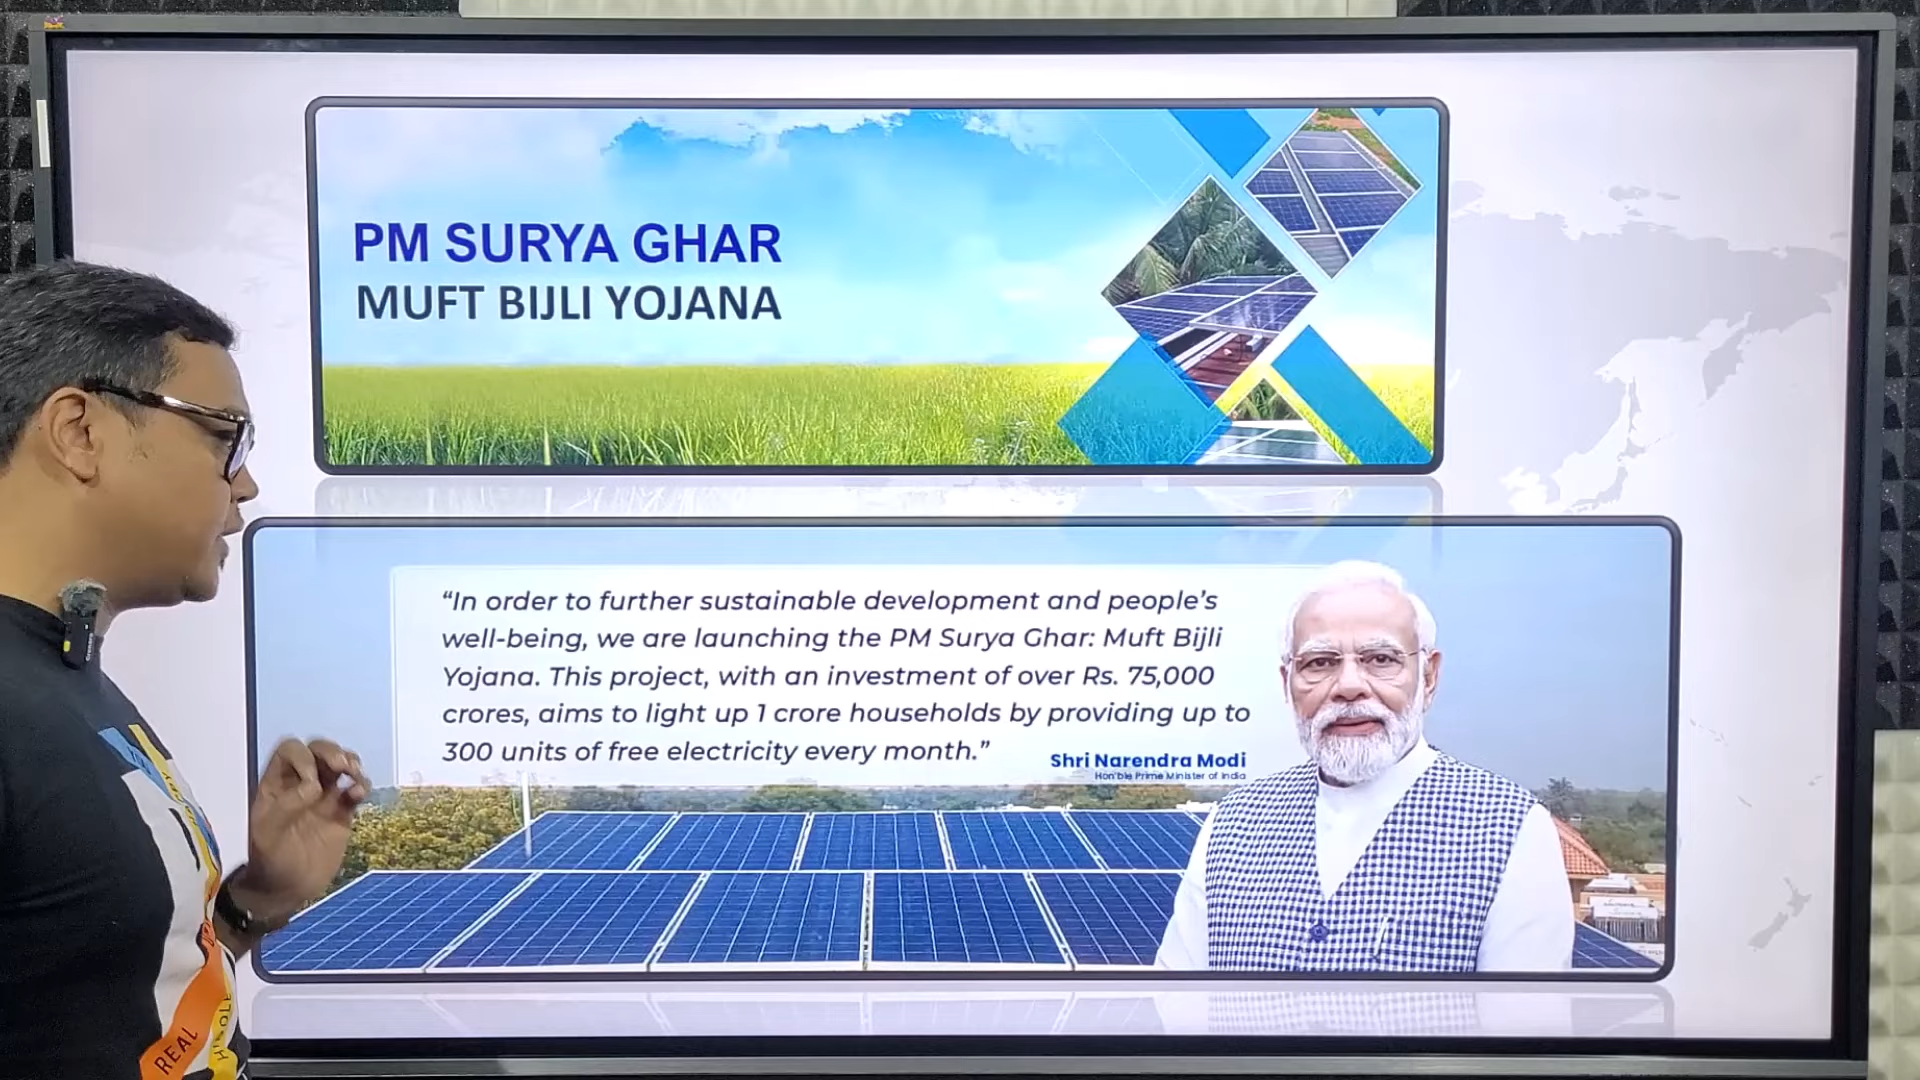 PM SURYA GHAR
MUFT BIJLI YOJANA
“In order to further sustainable development and people’s
well-being, we are launching the PM Surya Ghar: Muft Bijli
Yojana. This project, with an investment of over Rs. 75,000
crores, aims to light up 1 crore households by providing up to
300 units of free electricity every month.”
Shri Narendra Modi
Hon'ble Prime Minister of India
REAL